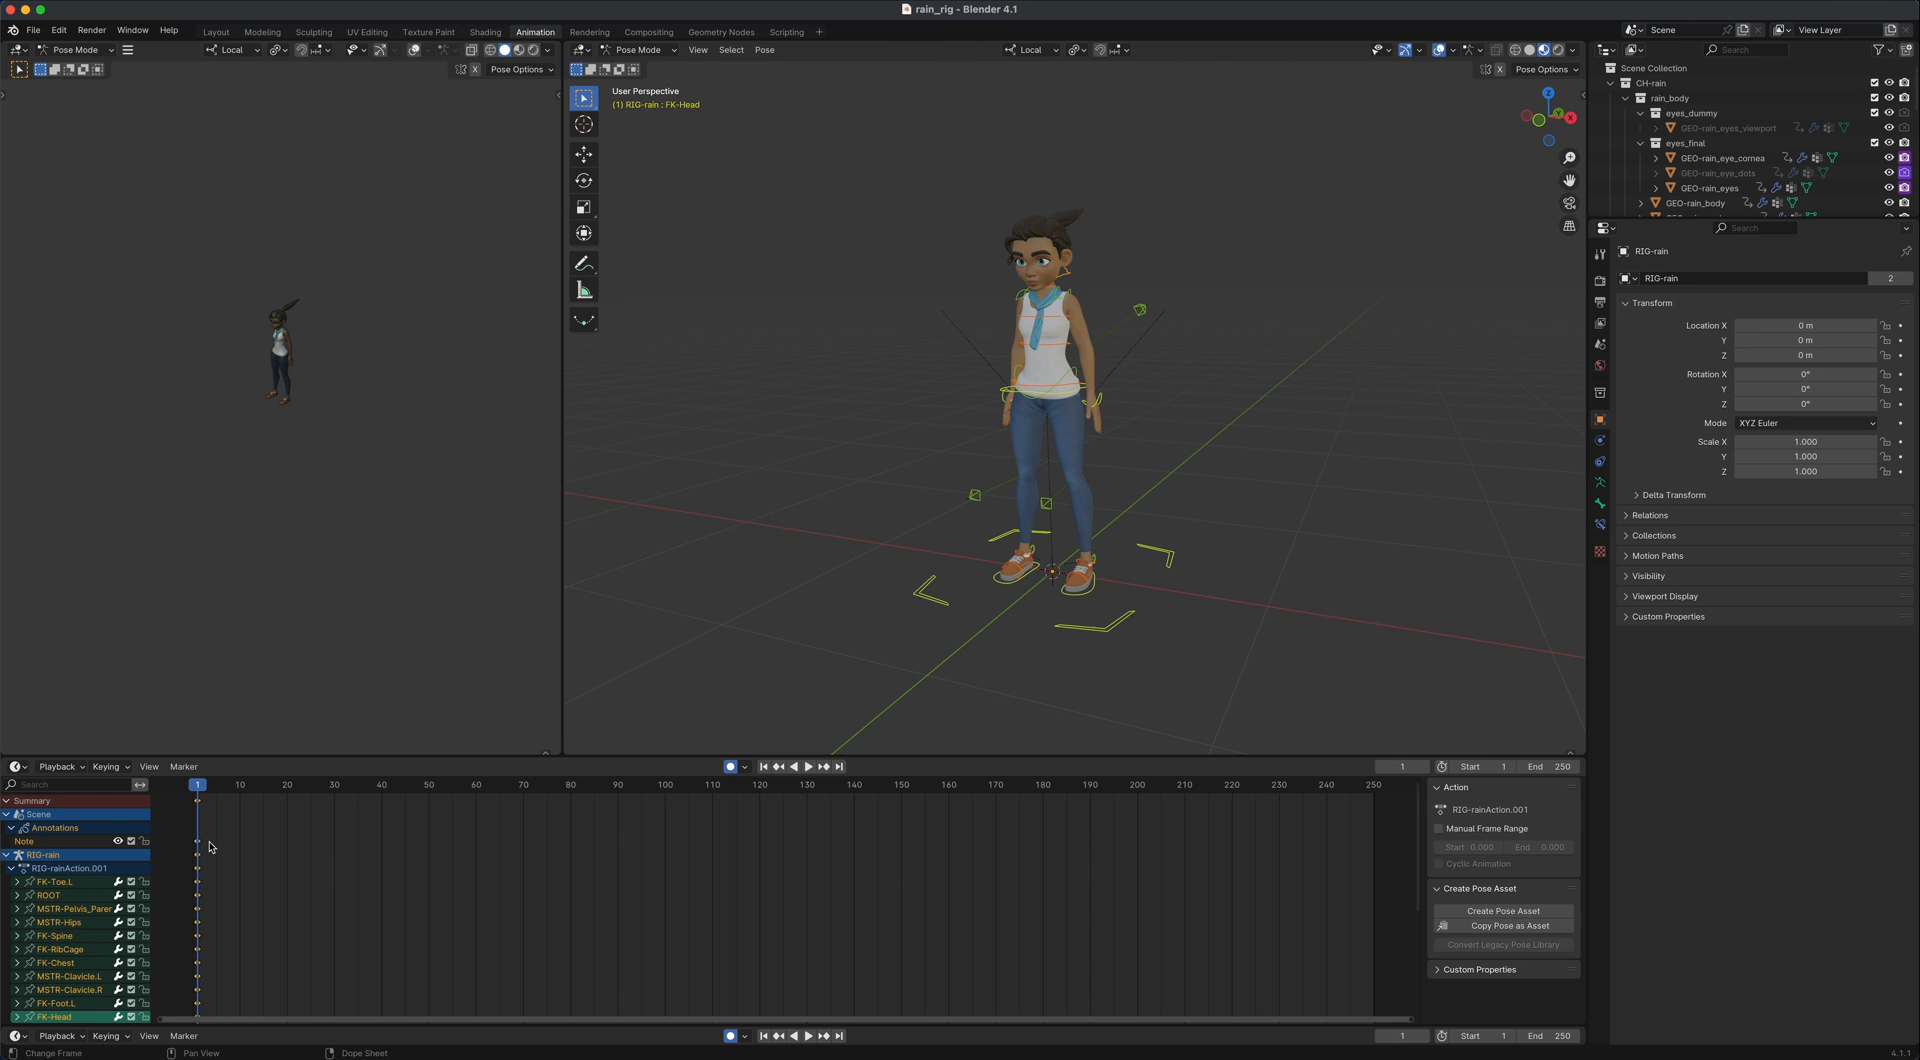 rain_rig - Blender 4.1
File Edit Render Window Help
Layout Modeling Sculpting UV Editing Texture Paint Shading Animation Rendering Compositing Geometry Nodes Scripting +
Scene
View Layer
Pose Mode
Local
Pose Mode View Select Pose
Local
Search
X Pose Options
X Pose Options
User Perspective
(1) RIG-rain : FK-Head
Z
Y
X
Scene Collection
CH-rain
rain_body
eyes_dummy
GEO-rain_eyes_viewport
eyes_final
GEO-rain_eye_cornea
GEO-rain_eye_dots
GEO-rain_eyes
GEO-rain_body
Search
RIG-rain
RIG-rain 2
Transform
Location X 0 m
Y 0 m
Z 0 m
Rotation X 0°
Y 0°
Z 0°
Mode XYZ Euler
Scale X 1.000
Y 1.000
Z 1.000
Delta Transform
Relations
Collections
Motion Paths
Visibility
Viewport Display
Custom Properties
Playback Keying View Marker
1 Start 1 End 250
Search
1 10 20 30 40 50 60 70 80 90 100 110 120 130 140 150 160 170 180 190 200 210 220 230 240 250
Summary
Scene
Annotations
Note
RIG-rain
RIG-rainAction.001
FK-Toe.L
ROOT
MSTR-Pelvis_Parer
MSTR-Hips
FK-Spine
FK-RibCage
FK-Chest
MSTR-Clavicle.L
MSTR-Clavicle.R
FK-Foot.L
FK-Head
Action
RIG-rainAction.001
Manual Frame Range
Start 0.000 End 0.000
Cyclic Animation
Create Pose Asset
Create Pose Asset
Copy Pose as Asset
Convert Legacy Pose Library
Custom Properties
Playback Keying View Marker
1 Start 1 End 250
Change Frame Pan View Dope Sheet
4.1.1